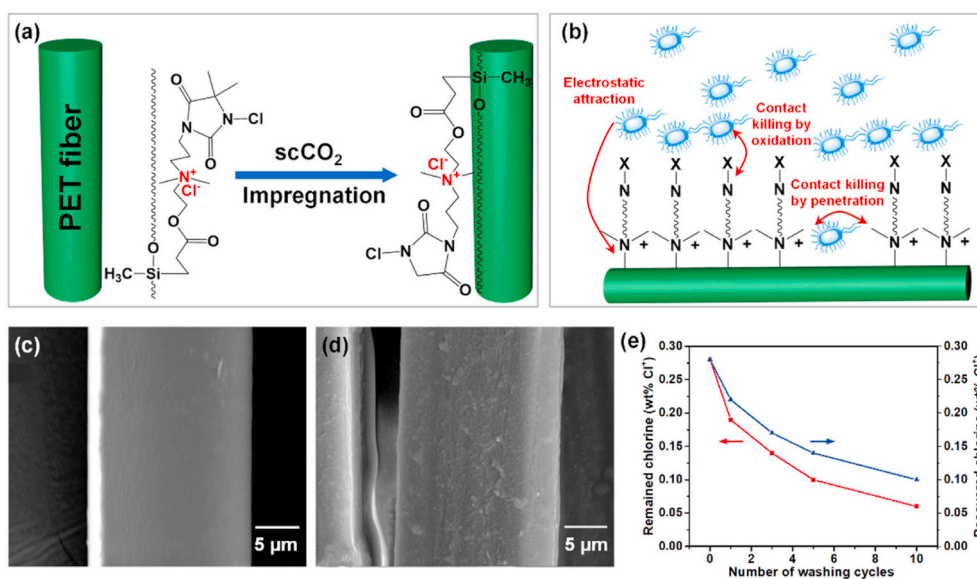 (a)
PET fiber
O
N
N
Cl
O
N+
Cl-
O
O
O
H3C
Si
scCO2
Impregnation
Si
CH3
O
O
O
Cl-
N+
O
Cl
N
N
O
(b)
Electrostatic
attraction
Contact
killing by
oxidation
Contact killing
by penetration
X X X X X X
N N N N N N
N+ N+ N+ N+ N+ N+
(c)
5 µm
(d)
5 µm
(e)
Remained chlorine (wt% Cl+)
0.30
0.25
0.20
0.15
0.10
0.05
0.00
0 2 4 6 8 10
Number of washing cycles
0.30
0.25
0.20
0.15
0.10
0.05
0.00